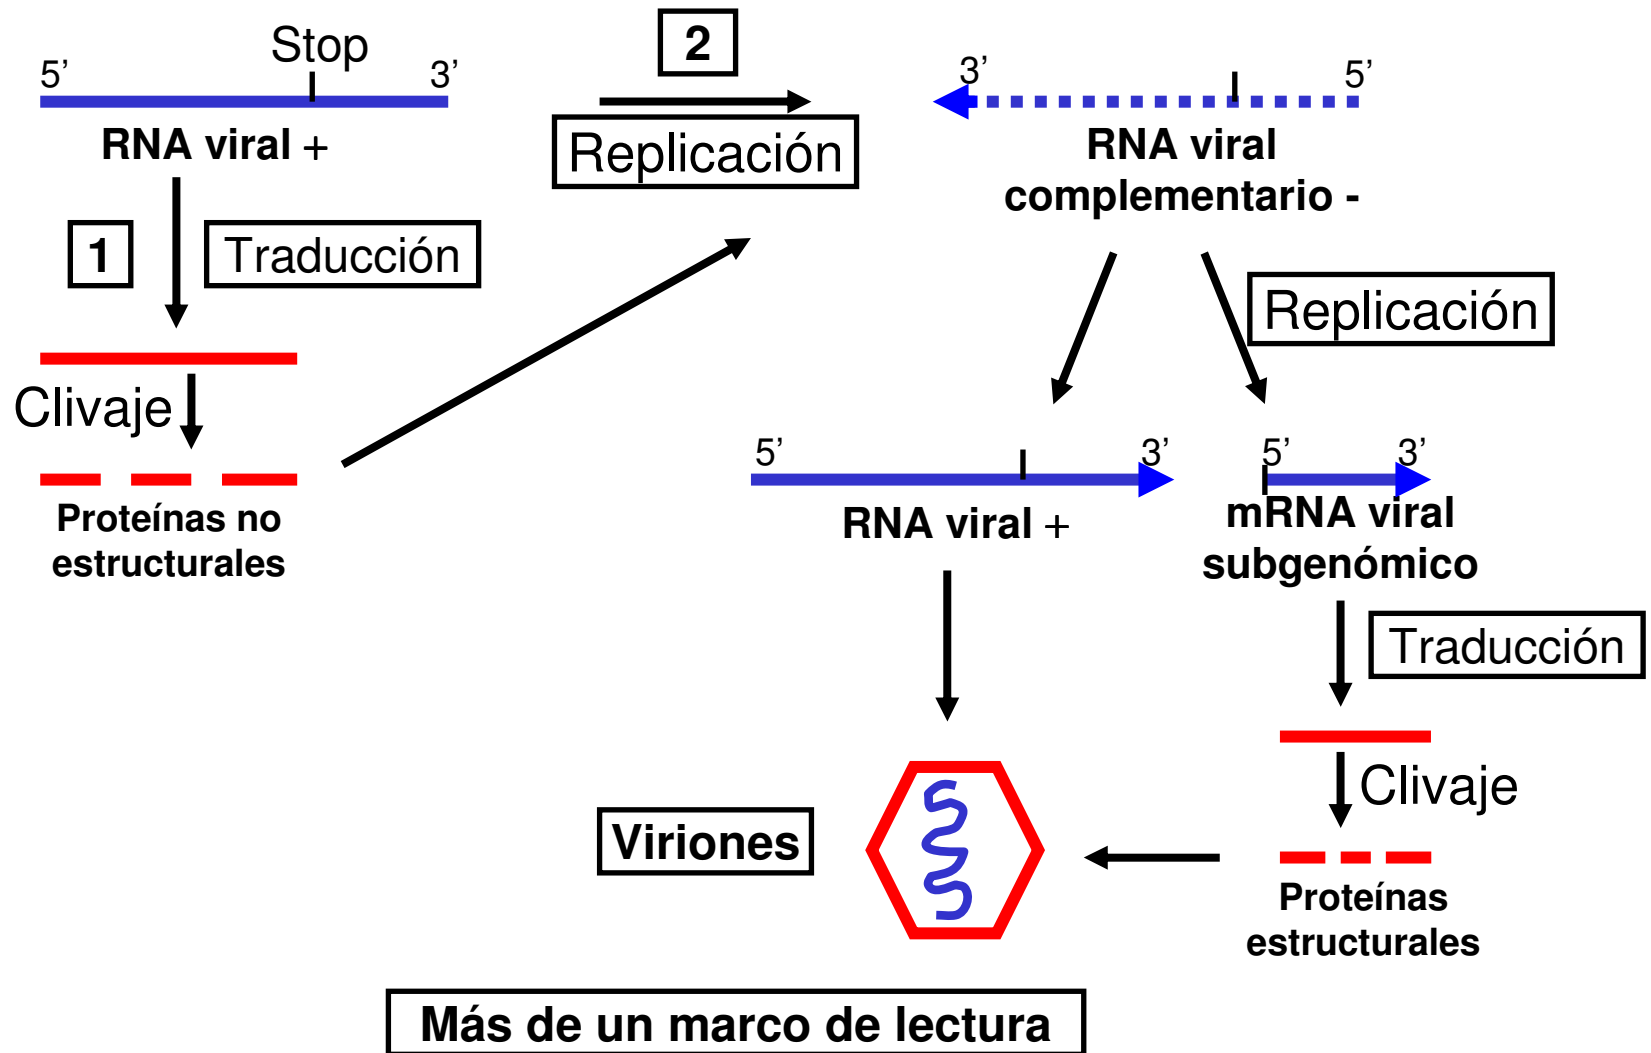 Stop
5’ 3’
RNA viral +
1
Traducción
Clivaje
Proteínas no
estructurales
2
Replicación
3’ 5’
RNA viral
complementario -
Replicación
5’ 3’
RNA viral +
5’ 3’
mRNA viral
subgenómico
Traducción
Clivaje
Proteínas
estructurales
Viriones
Más de un marco de lectura